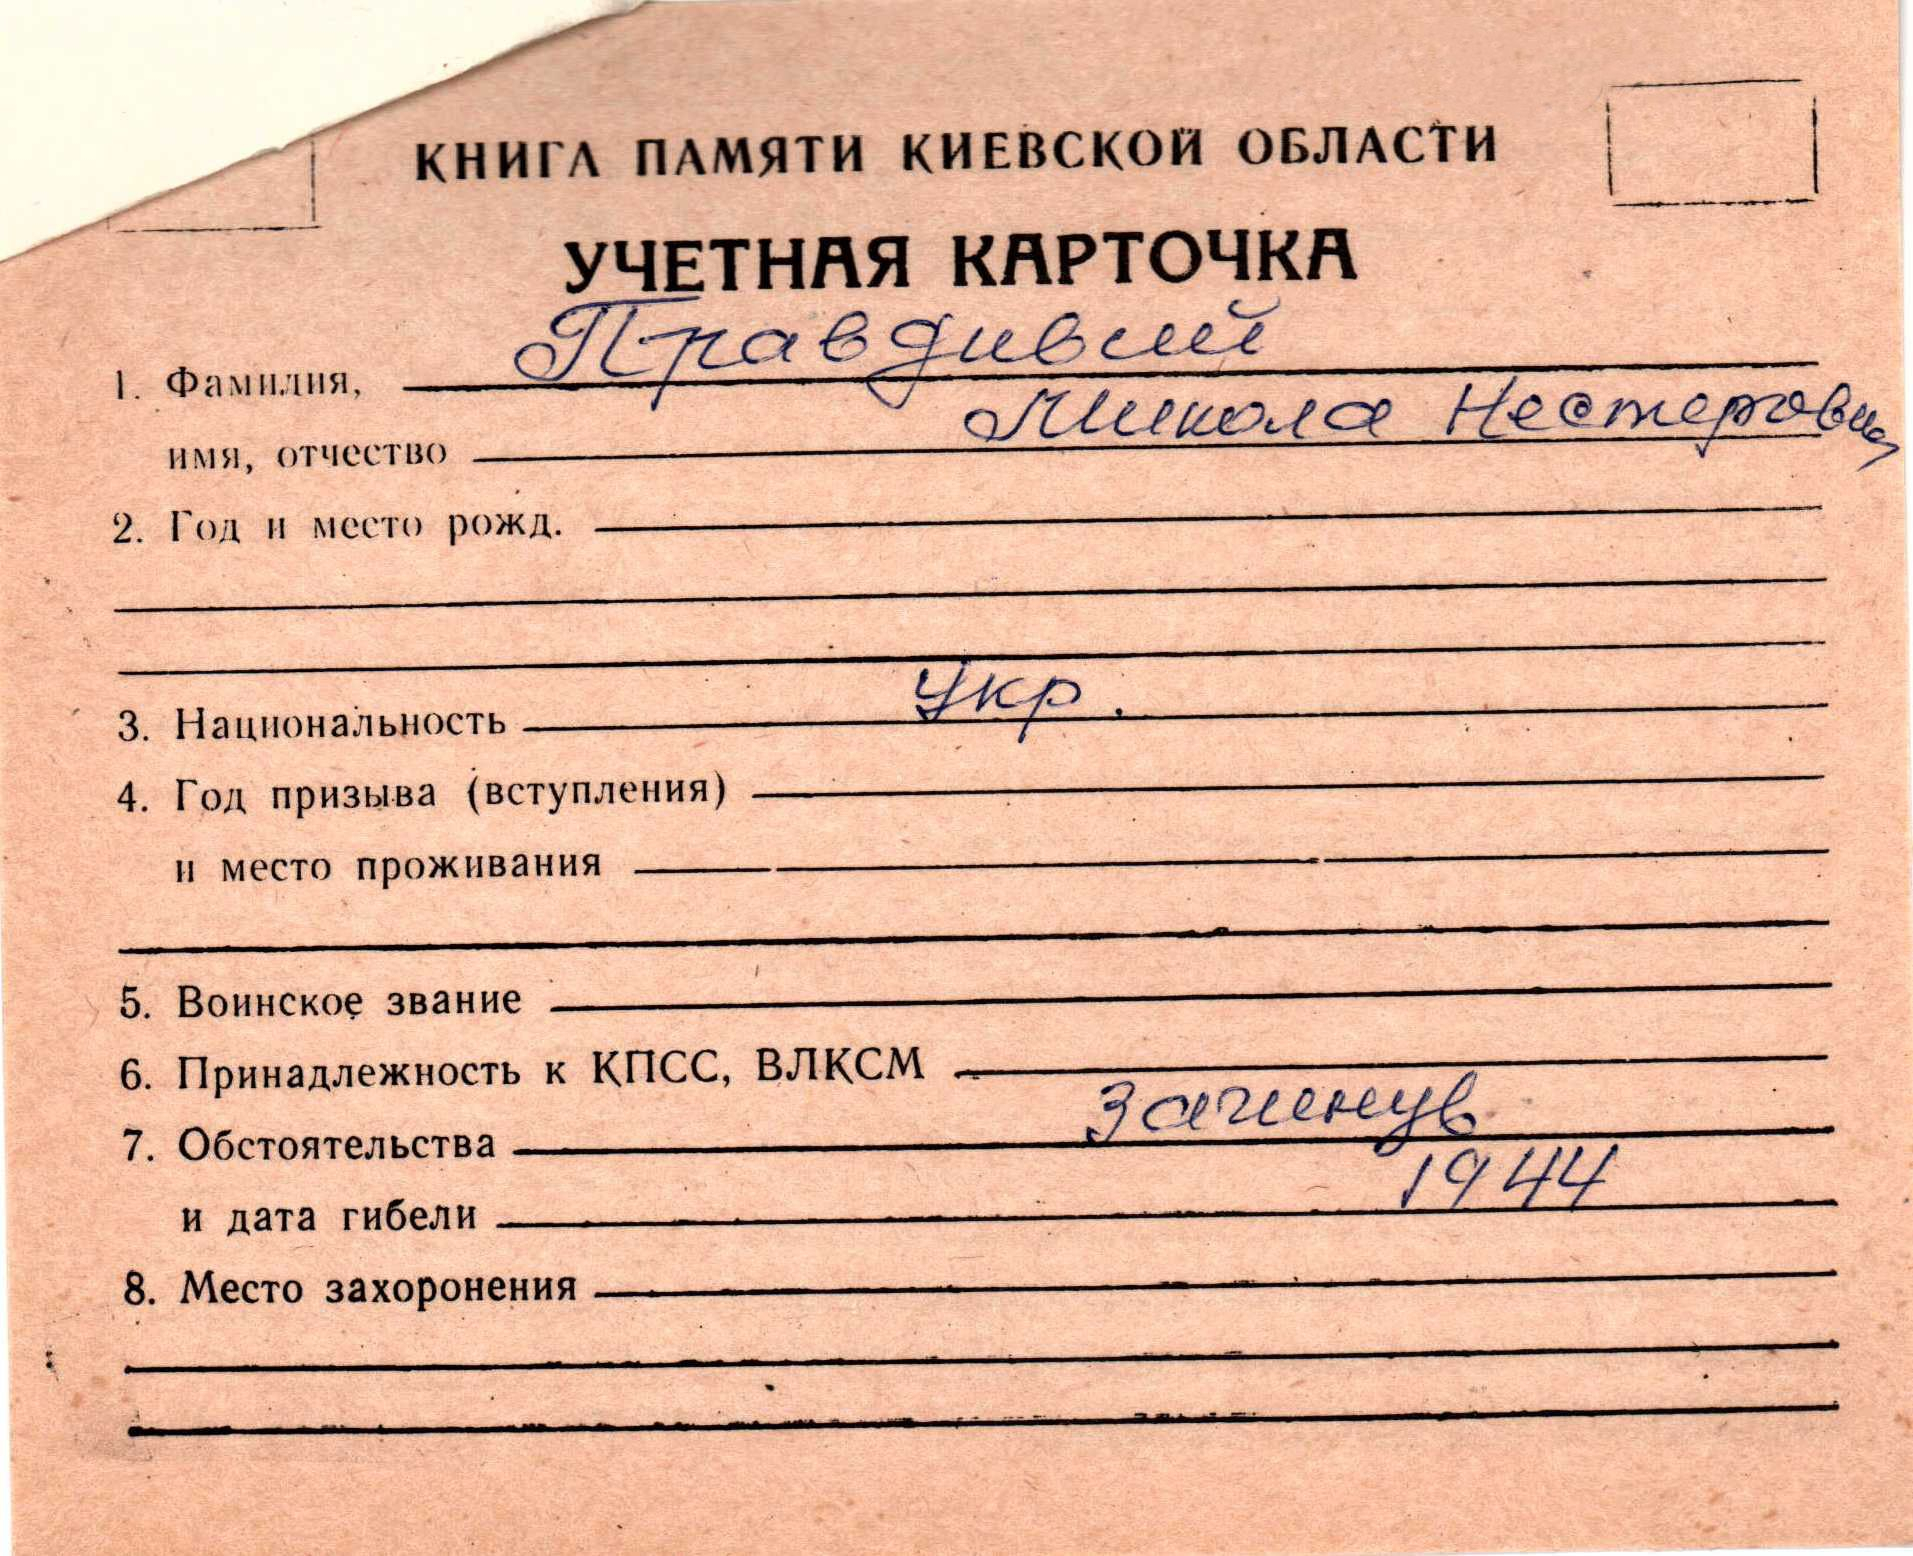 КНИГА ПАМЯТИ КИЕВСКОЙ ОБЛАСТИ
УЧЕТНАЯ КАРТОЧКА
1. Фамилия, Правдивий
имя, отчество Микола Нестерович
2. Год и место рожд.
3. Национальность Укр.
4. Год призыва (вступления)
и место проживания
5. Воинское звание
6. Принадлежность к КПСС, ВЛКСМ
7. Обстоятельства Загинув
и дата гибели 1944
8. Место захоронения